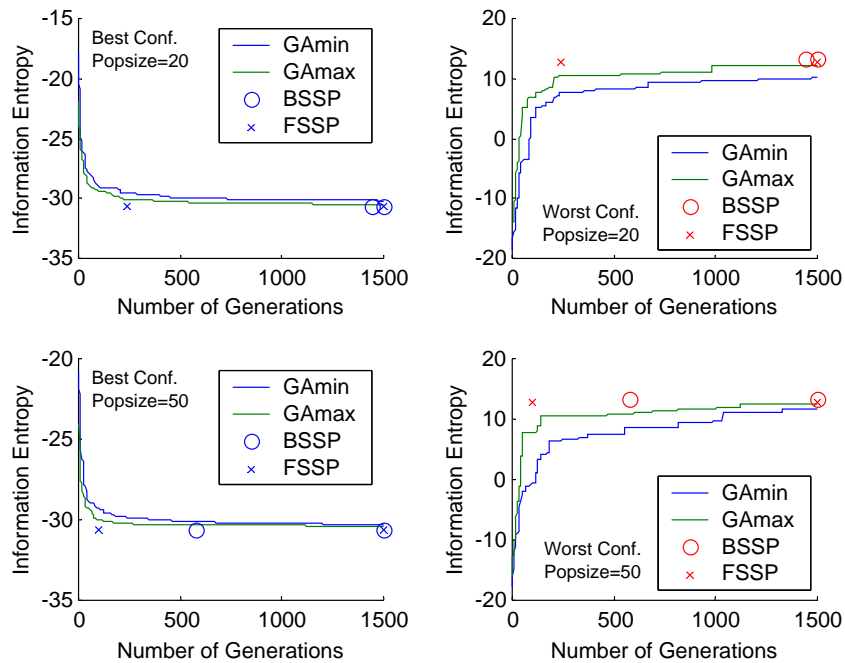 -15
-20
-25
-30
-35
Information Entropy
Best Conf.
Popsize=20
GAmin
GAmax
BSSP
FSSP
0
500
1000
1500
Number of Generations
20
10
0
-10
-20
Information Entropy
Worst Conf.
Popsize=20
GAmin
GAmax
BSSP
FSSP
0
500
1000
1500
Number of Generations
-20
-25
-30
-35
Information Entropy
Best Conf.
Popsize=50
GAmin
GAmax
BSSP
FSSP
0
500
1000
1500
Number of Generations
20
10
0
-10
-20
Information Entropy
Worst Conf.
Popsize=50
GAmin
GAmax
BSSP
FSSP
0
500
1000
1500
Number of Generations